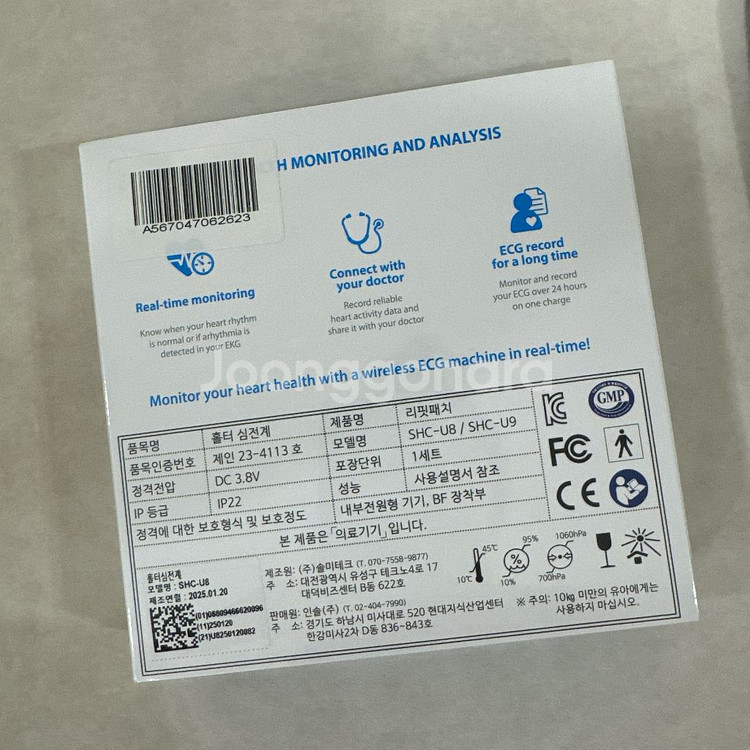 H MONITORING AND ANALYSIS
A567047062623
Real-time monitoring
Know when your heart rhythm
is normal or if arhythmia is
detected in your EKG
Connect with
your doctor
Record reliable
heart activity data and
share it with your doctor
ECG record
for a long time
Monitor and record
your ECG over 24 hours
on one charge
Monitor your heart health with a wireless ECG machine in real-time!
Joonggonara
품목명 홀터 심전계 제품명 리핏패치
품목인증번호 제인 23-4113 호 모델명 SHC-U8 / SHC-U9
정격전압 DC 3.8V 포장단위 1세트
IP 등급 IP22 성능 사용설명서 참조
정격에 대한 보호형식 및 보호정도 내부전원형 기기, BF 장착부
본 제품은 「의료기기」 입니다.
GMP
FC
CE
홀터심전계
모델명 : SHC-U8
제조연월 : 2025.01.20
(01)08809466620096
(11)250120
(21)U8250120082
제조원: (주)솔미테크 (T. 070-7558-9877)
주 소: 대전광역시 유성구 테크노4로 17
대덕비즈센터 B동 622호
판매원: 인솔(주) (T. 02-404-7990)
주 소: 경기도 하남시 미사대로 520 현대지식산업센터
한강미사2차 D동 836~843호
10℃ 45℃
10% % 95%
700hPa 1060hPa
※ 주의: 10kg 미만의 유아에게는
사용하지 마십시오.